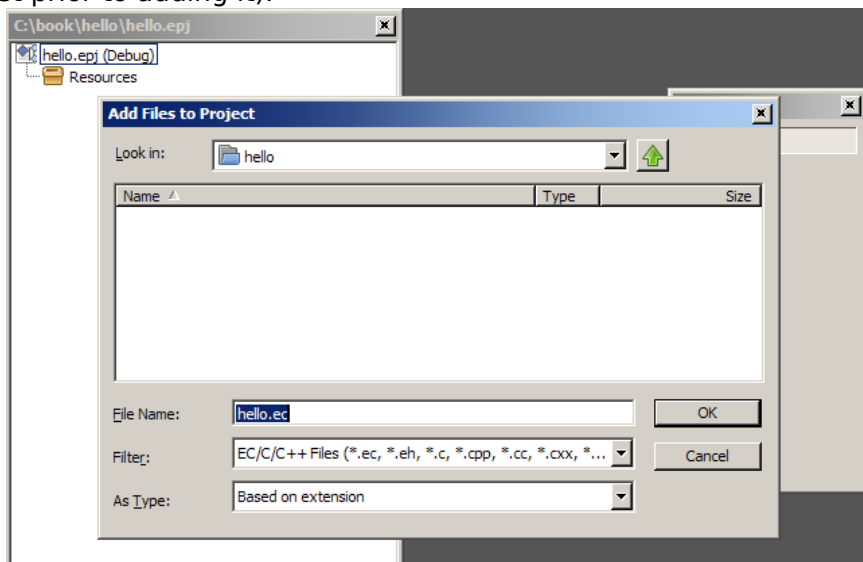 st prior to adding it).
C:\book\hello\hello.epj
hello.epj (Debug)
Resources
Add Files to Project
Look in:
hello
Name Type Size
File Name: hello.ec OK
Filter: EC/C/C++ Files (*.ec, *.eh, *.c, *.cpp, *.cc, *.cxx, *... Cancel
As Type: Based on extension